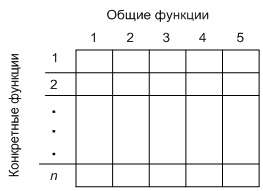 Общие функции
1 2 3 4 5
Конкретные функции
1
2
.
.
.
n